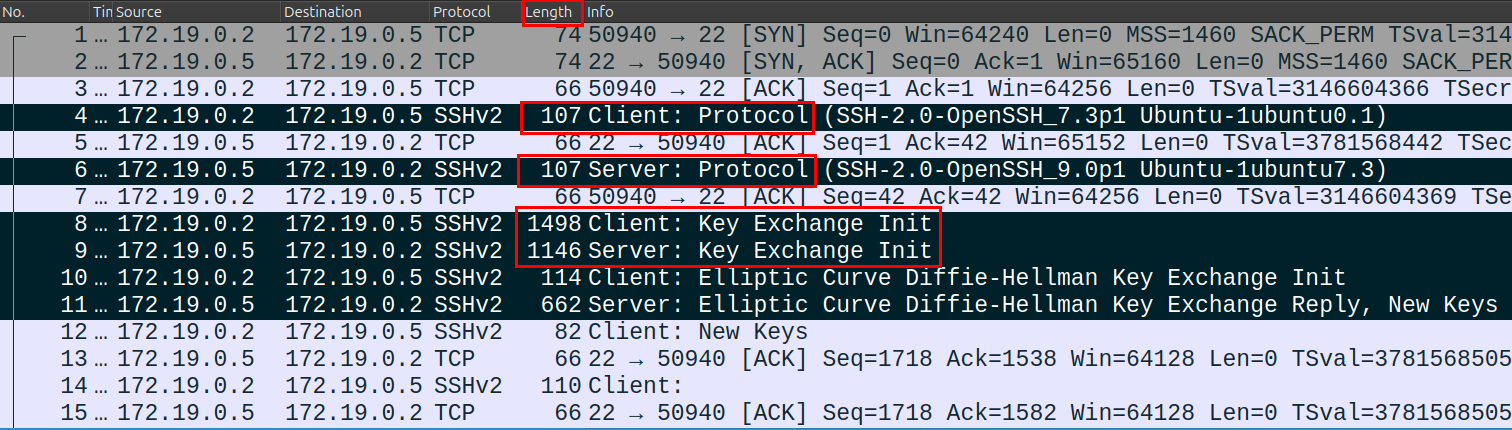 No. Tin Source Destination Protocol Length Info
1 … 172.19.0.2 172.19.0.5 TCP 74 50940 → 22 [SYN] Seq=0 Win=64240 Len=0 MSS=1460 SACK_PERM TSval=314
2 … 172.19.0.5 172.19.0.2 TCP 74 22 → 50940 [SYN, ACK] Seq=0 Ack=1 Win=65160 Len=0 MSS=1460 SACK_PER
3 … 172.19.0.2 172.19.0.5 TCP 66 50940 → 22 [ACK] Seq=1 Ack=1 Win=64256 Len=0 TSval=3146604366 TSecr
4 … 172.19.0.2 172.19.0.5 SSHv2 107 Client: Protocol (SSH-2.0-OpenSSH_7.3p1 Ubuntu-1ubuntu0.1)
5 … 172.19.0.5 172.19.0.2 TCP 66 22 → 50940 [ACK] Seq=1 Ack=42 Win=65152 Len=0 TSval=3781568442 TSec
6 … 172.19.0.5 172.19.0.2 SSHv2 107 Server: Protocol (SSH-2.0-OpenSSH_9.0p1 Ubuntu-1ubuntu7.3)
7 … 172.19.0.2 172.19.0.5 TCP 66 50940 → 22 [ACK] Seq=42 Ack=42 Win=64256 Len=0 TSval=3146604369 TSe
8 … 172.19.0.2 172.19.0.5 SSHv2 1498 Client: Key Exchange Init
9 … 172.19.0.5 172.19.0.2 SSHv2 1146 Server: Key Exchange Init
10 … 172.19.0.2 172.19.0.5 SSHv2 114 Client: Elliptic Curve Diffie-Hellman Key Exchange Init
11 … 172.19.0.5 172.19.0.2 SSHv2 662 Server: Elliptic Curve Diffie-Hellman Key Exchange Reply, New Keys
12 … 172.19.0.2 172.19.0.5 SSHv2 82 Client: New Keys
13 … 172.19.0.5 172.19.0.2 TCP 66 22 → 50940 [ACK] Seq=1718 Ack=1538 Win=64128 Len=0 TSval=3781568505
14 … 172.19.0.2 172.19.0.5 SSHv2 110 Client:
15 … 172.19.0.5 172.19.0.2 TCP 66 22 → 50940 [ACK] Seq=1718 Ack=1582 Win=64128 Len=0 TSval=3781568505